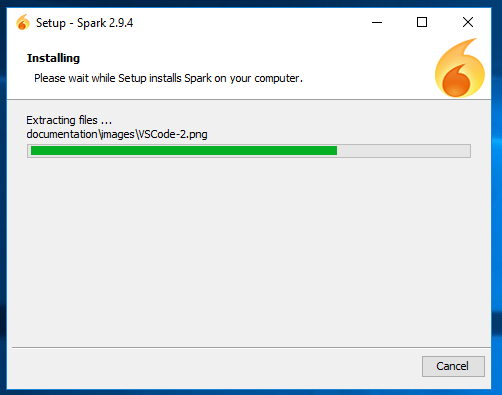 Setup - Spark 2.9.4
Installing
Please wait while Setup installs Spark on your computer.
Extracting files ...
documentation\images\VSCode-2.png
Cancel